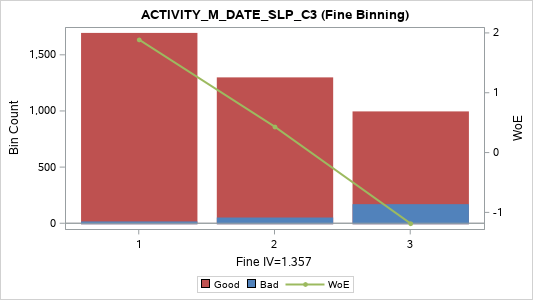 ACTIVITY_M_DATE_SLP_C3 (Fine Binning)
Bin Count
1,500
1,000
500
0
2
1
0
-1
WoE
1 2 3
Fine IV=1.357
Good Bad WoE